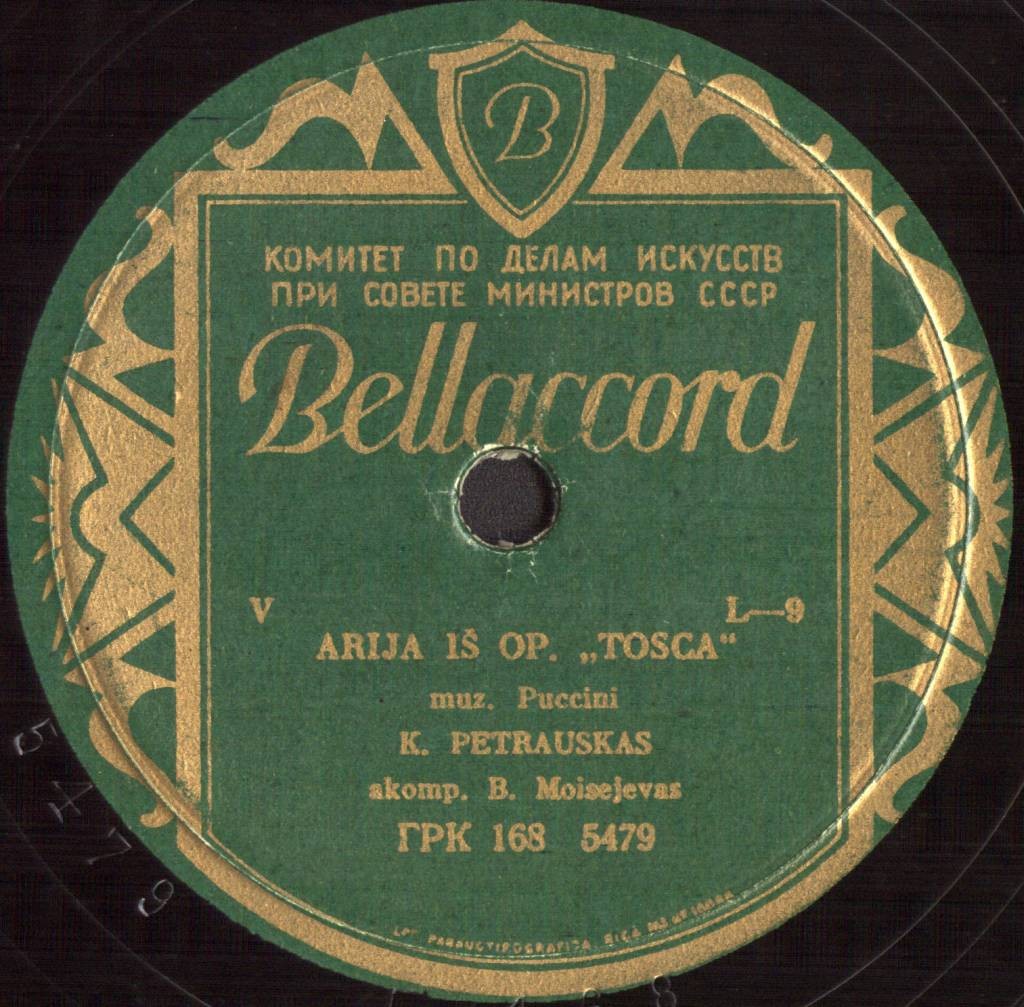 B
КОМИТЕТ ПО ДЕЛАМ ИСКУССТВ
ПРИ СОВЕТЕ МИНИСТРОВ СССР
Bellaccord
V L—9
ARIJA IŠ OP. „TOSCA“
muz. Puccini
K. PETRAUSKAS
akomp. B. Moisejevas
ГРК 168 5479
5479
RIGA